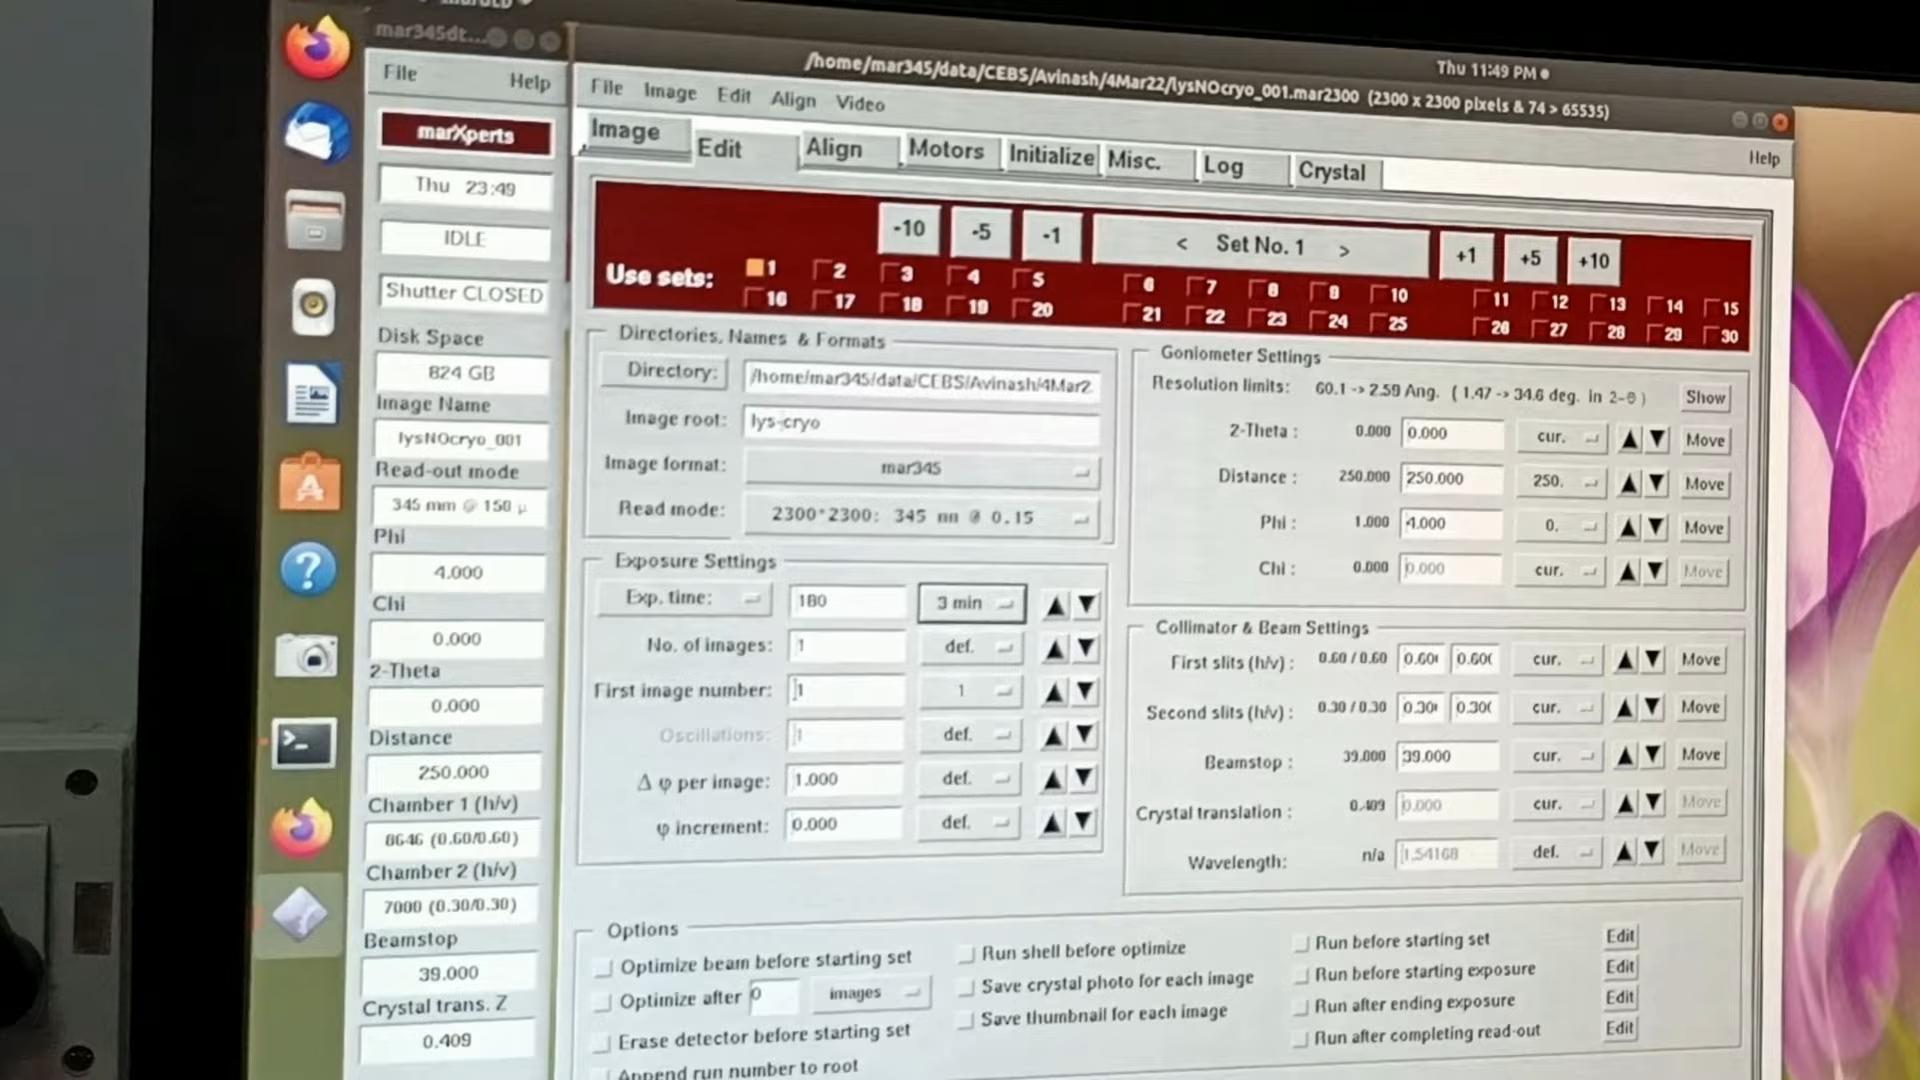 mar345dt...
File Help
marXperts
Thu 23:49
IDLE
Shutter CLOSED
Disk Space
824 GB
Image Name
lysNOcryo_001
Read-out mode
345 mm @ 150 µ
Phi
4.000
Chi
0.000
2-Theta
0.000
Distance
250.000
Chamber 1 (h/v)
8646 (0.60/0.60)
Chamber 2 (h/v)
7000 (0.30/0.30)
Beamstop
39.000
Crystal trans. Z
0.409
Thu 11:49 PM
/home/mar345/data/CEBS/Avinash/4Mar22/lysNOcryo_001.mar2300 (2300 x 2300 pixels & 74 > 65535)
File Image Edit Align Video Help
Image Edit Align Motors Initialize Misc. Log Crystal
-10 -5 -1 < Set No. 1 > +1 +5 +10
Use sets: 1 2 3 4 5 6 7 8 9 10 11 12 13 14 15
16 17 18 19 20 21 22 23 24 25 26 27 28 29 30
Directories, Names & Formats
Directory: /home/mar345/data/CEBS/Avinash/4Mar2
Image root: lys-cryo
Image format: mar345
Read mode: 2300*2300: 345 mm @ 0.15
Exposure Settings
Exp. time: 180 3 min
No. of images: 1 def.
First image number: 1 1
Oscillations: 1 def.
Δ φ per image: 1.000 def.
φ increment: 0.000 def.
Goniometer Settings
Resolution limits: 60.1 -> 2.59 Ang. ( 1.47 -> 34.6 deg. in 2-θ ) Show
2-Theta : 0.000 0.000 cur. Move
Distance : 250.000 250.000 250. Move
Phi : 1.000 4.000 0. Move
Chi : 0.000 0.000 cur. Move
Collimator & Beam Settings
First slits (h/v) : 0.60 / 0.60 0.60 0.60 cur. Move
Second slits (h/v) : 0.30 / 0.30 0.30 0.30 cur. Move
Beamstop : 39.000 39.000 cur. Move
Crystal translation : 0.409 0.000 cur. Move
Wavelength: n/a 1.54168 def. Move
Options
Optimize beam before starting set
Optimize after 0 images
Erase detector before starting set
Append run number to root
Run shell before optimize
Save crystal photo for each image
Save thumbnail for each image
Run before starting set Edit
Run before starting exposure Edit
Run after ending exposure Edit
Run after completing read-out Edit